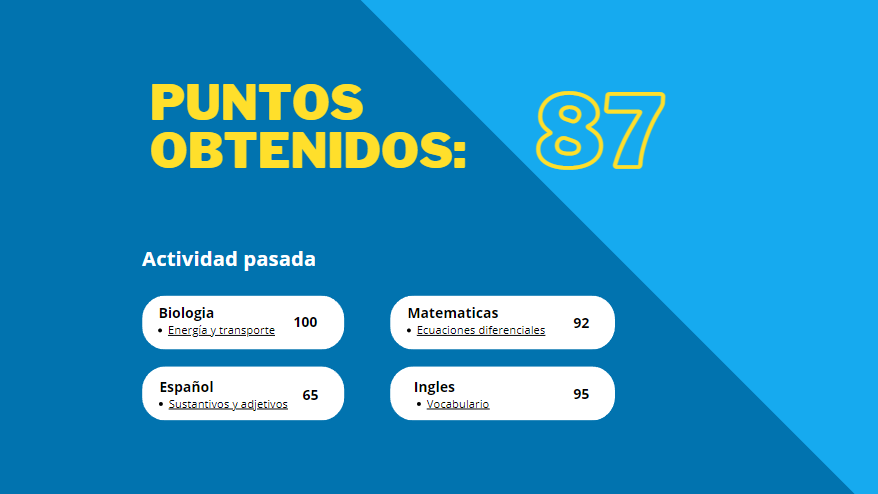 PUNTOS
OBTENIDOS:
87
Actividad pasada
Biologia
• Energía y transporte
100
Matematicas
• Ecuaciones diferenciales
92
Español
• Sustantivos y adjetivos
65
Ingles
• Vocabulario
95